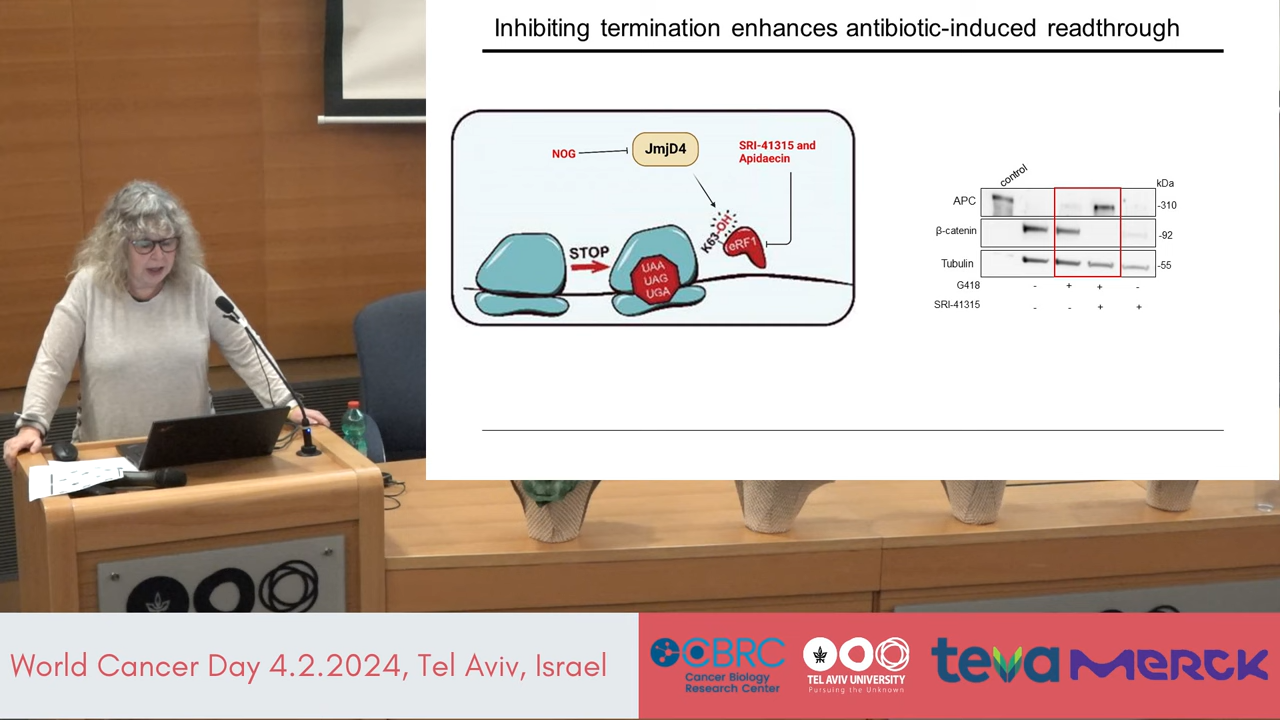 Inhibiting termination enhances antibiotic-induced readthrough
NOG
JmjD4
SRI-41315 and
Apidaecin
K63-OH
eRF1
STOP
UAA
UAG
UGA
control
kDa
APC
-310
β-catenin
-92
Tubulin
-55
G418 - + + -
SRI-41315 - - + +
World Cancer Day 4.2.2024, Tel Aviv, Israel
CBRC
Cancer Biology
Research Center
TEL AVIV UNIVERSITY
Pursuing the Unknown
teva
MERCK